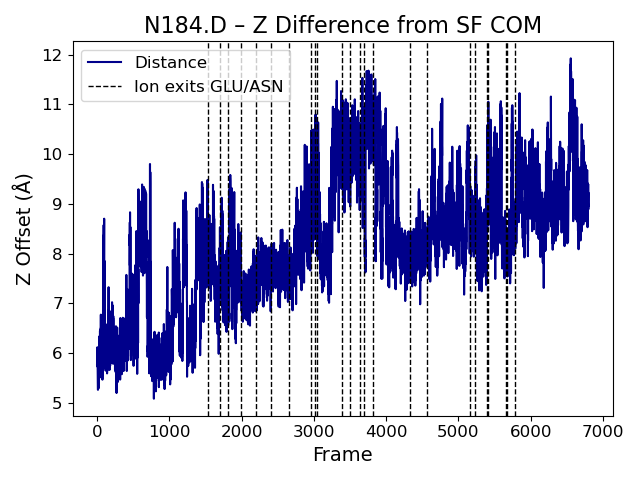 N184.D – Z Difference from SF COM
Distance
Ion exits GLU/ASN
Z Offset (Å)
12
11
10
9
8
7
6
5
0 1000 2000 3000 4000 5000 6000 7000
Frame